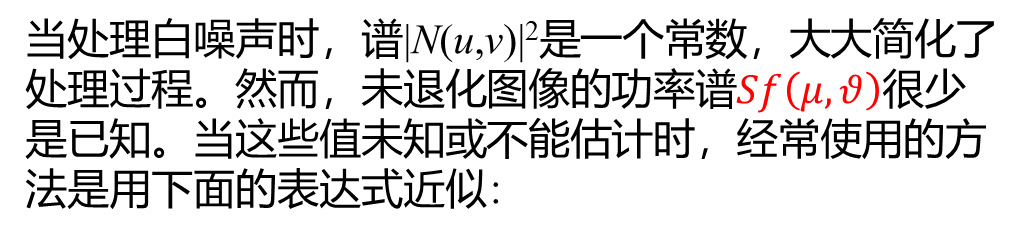 当处理白噪声时，谱|N(u,v)|²是一个常数，大大简化了
处理过程。然而，未退化图像的功率谱Sf(μ,ϑ)很少
是已知。当这些值未知或不能估计时，经常使用的方
法是用下面的表达式近似：